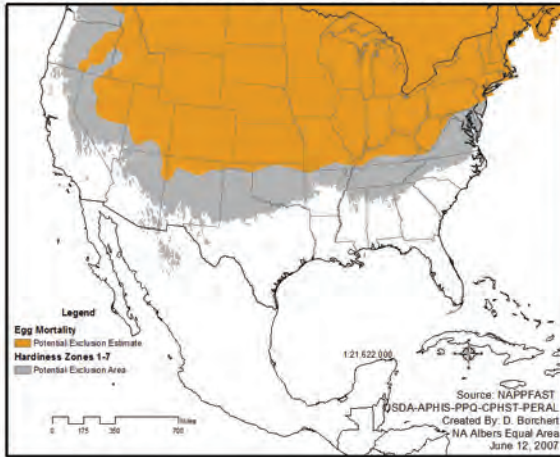 Legend
Egg Mortality
Potential Exclusion Estimate
Hardiness Zones 1-7
Potential Exclusion Area
Miles
0 175 350 700
1:21,622,000
Source: NAPPFAST
USDA-APHIS-PPQ-CPHST-PERAL
Created By: D. Borchert
NA Albers Equal Area
June 12, 2007